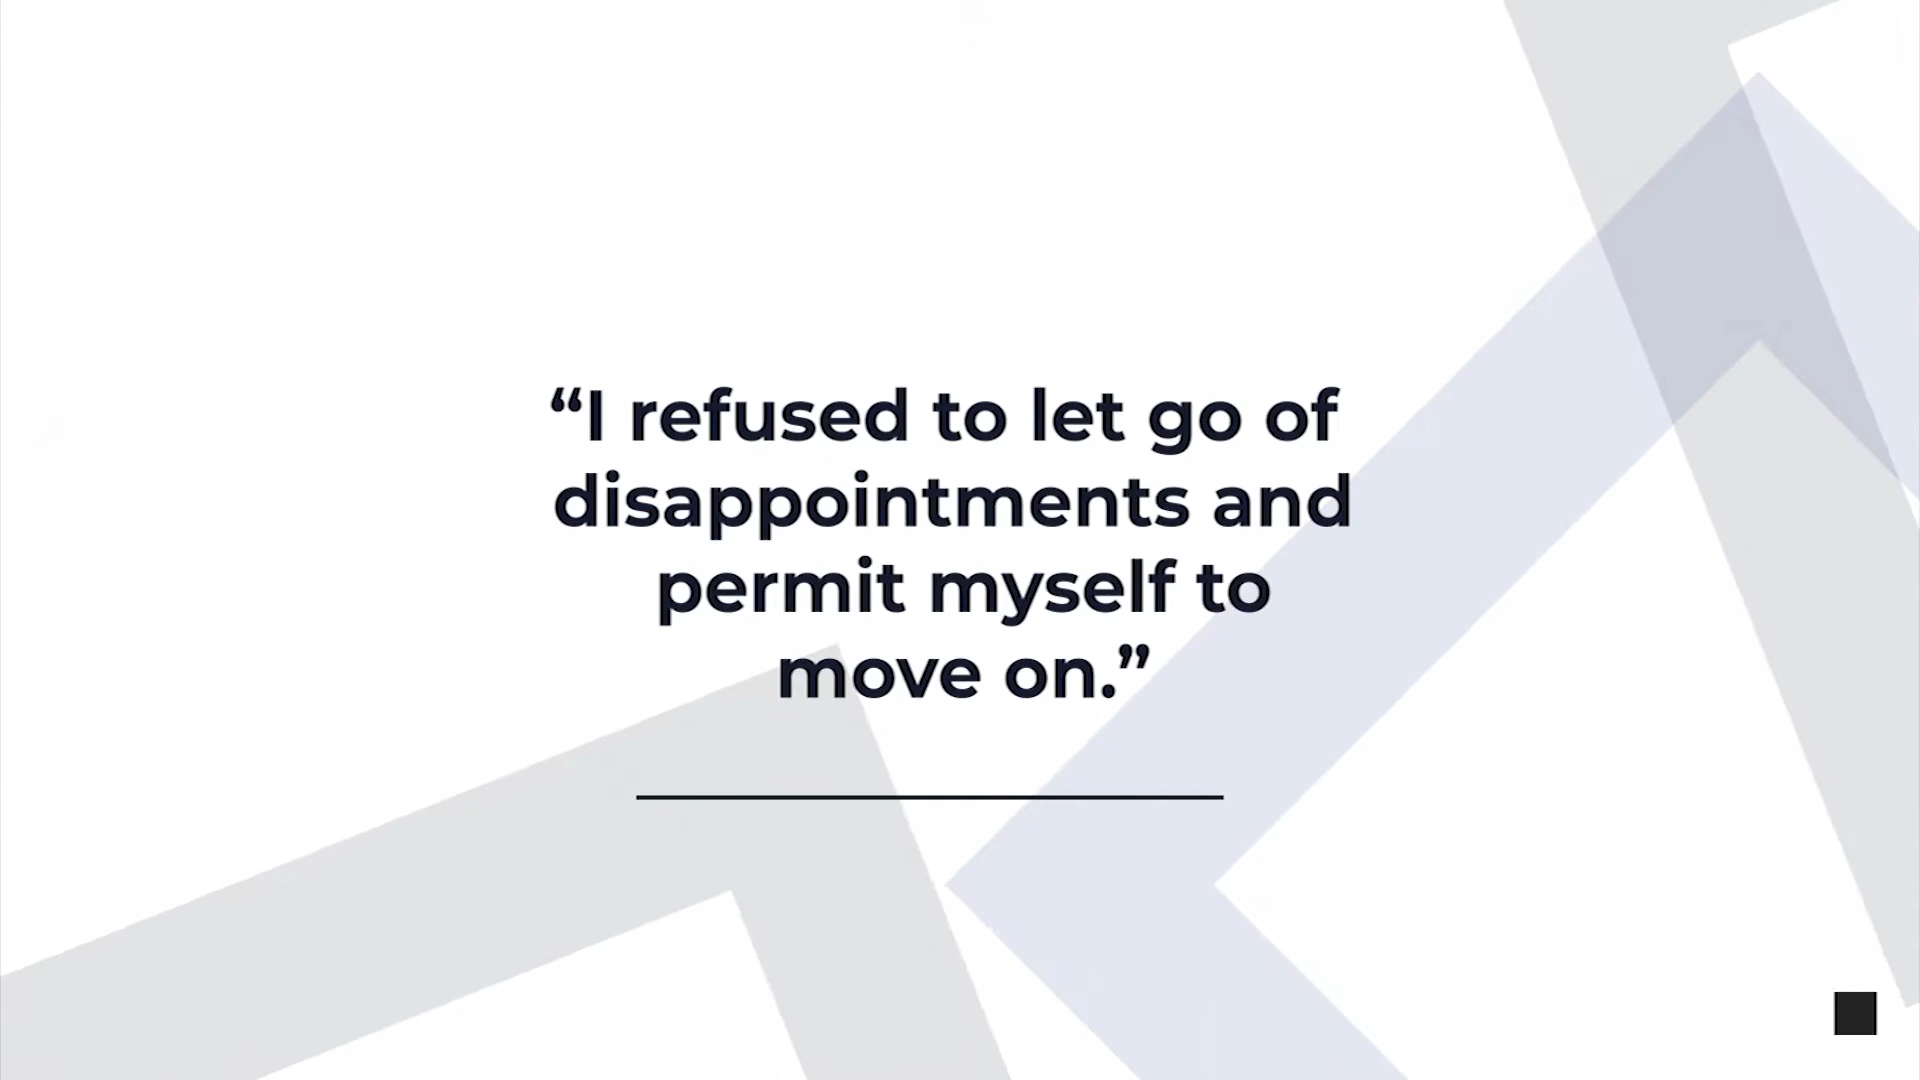 “I refused to let go of
disappointments and
permit myself to
move on.”